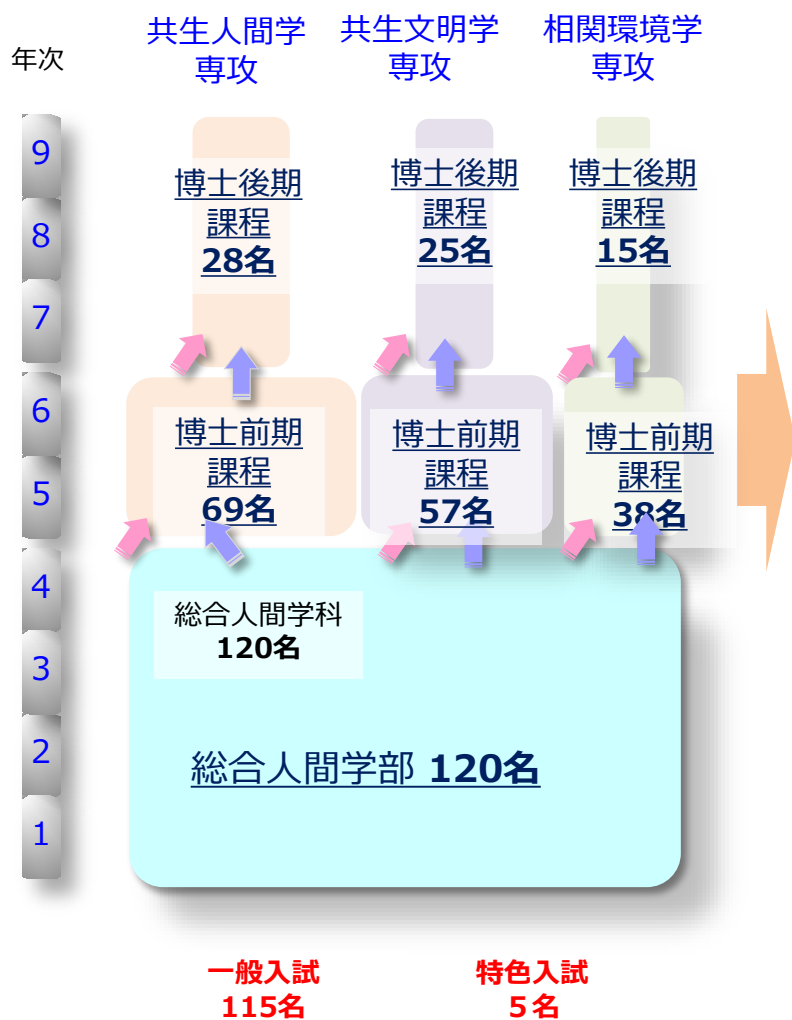 共生人間学
専攻
共生文明学
専攻
相関環境学
専攻
年次
9
8
7
6
5
4
3
2
1
博士後期
課程
28名
博士後期
課程
25名
博士後期
課程
15名
博士前期
課程
69名
博士前期
課程
57名
博士前期
課程
38名
総合人間学科
120名
総合人間学部 120名
一般入試
115名
特色入試
５名